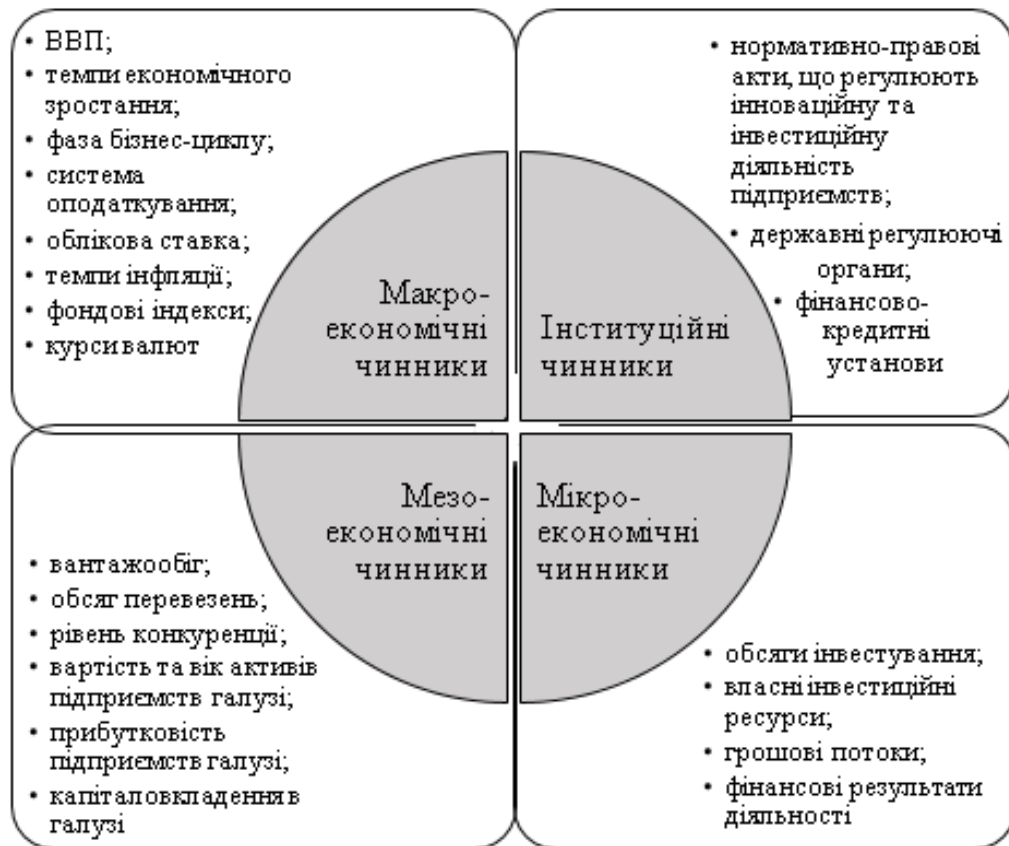 • ВВП;
• темпи економічного
зростання;
• фаза бізнес-циклу;
• система
оподаткування;
• облікова ставка;
• темпи інфляції;
• фондові індекси;
• курси валют
Макро-
економічні
чинники
• нормативно-правові
акти, що регулюють
інноваційну та
інвестиційну
діяльність
підприємств;
• державні регулюючі
органи;
• фінансово-
кредитні
установи
Інституційні
чинники
Мезо-
економічні
чинники
• вантажообіг;
• обсяг перевезень;
• рівень конкуренції;
• вартість та вік активів
підприємств галузі;
• прибутковість
підприємств галузі;
• капіталовкладення в
галузі
Мікро-
економічні
чинники
• обсяги інвестування;
• власні інвестиційні
ресурси;
• грошові потоки;
• фінансові результати
діяльності